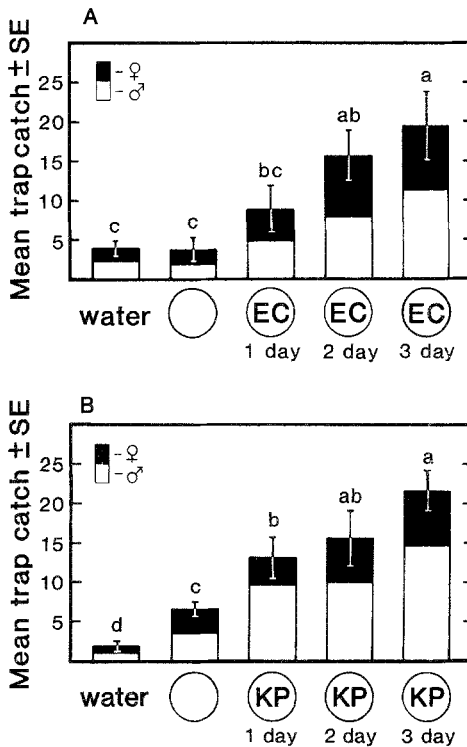 A
Mean trap catch ± SE
30
25
20
15
10
5
-♀
-♂
c
c
bc
ab
a
water
EC
EC
EC
1 day
2 day
3 day
B
Mean trap catch ± SE
30
25
20
15
10
5
-♀
-♂
d
c
b
ab
a
water
KP
KP
KP
1 day
2 day
3 day